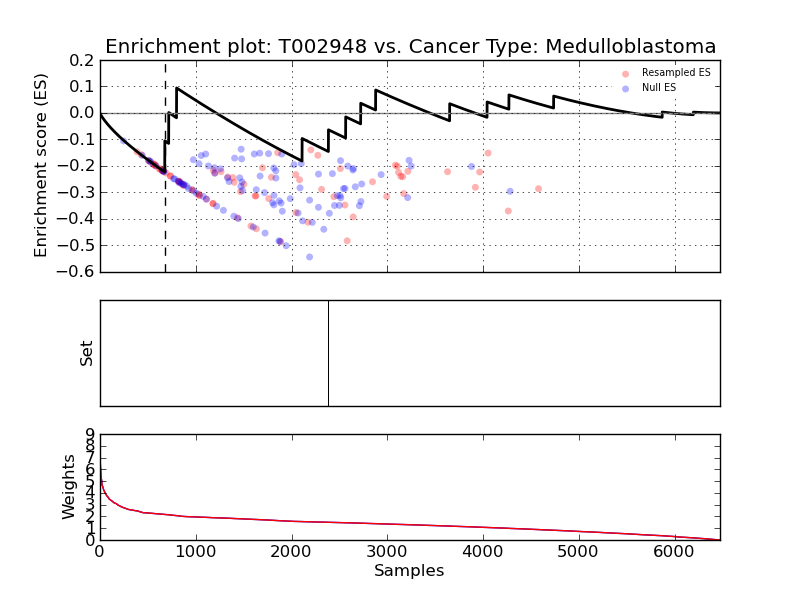 Enrichment plot: T002948 vs. Cancer Type: Medulloblastoma
0.2
0.1
0.0
−0.1
−0.2
−0.3
−0.4
−0.5
−0.6
Enrichment score (ES)
Resampled ES
Null ES
Set
9
8
7
6
5
4
3
2
1
0
Weights
0 1000 2000 3000 4000 5000 6000
Samples